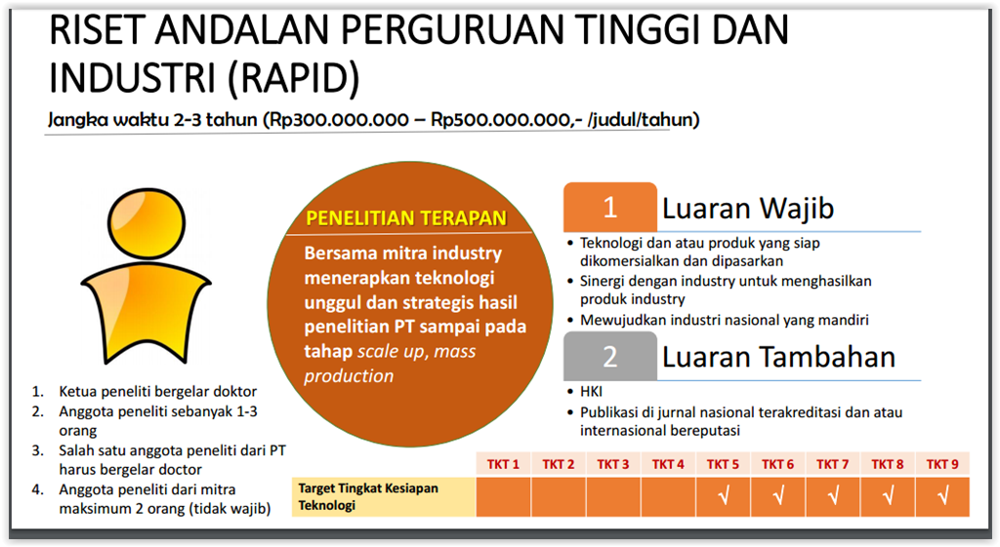 RISET ANDALAN PERGURUAN TINGGI DAN
INDUSTRI (RAPID)
Jangka waktu 2-3 tahun (Rp300.000.000 – Rp500.000.000,- /judul/tahun)
1. Ketua peneliti bergelar doktor
2. Anggota peneliti sebanyak 1-3
orang
3. Salah satu anggota peneliti dari PT
harus bergelar doctor
4. Anggota peneliti dari mitra
maksimum 2 orang (tidak wajib)
PENELITIAN TERAPAN
Bersama mitra industry
menerapkan teknologi
unggul dan strategis hasil
penelitian PT sampai pada
tahap scale up, mass
production
1 Luaran Wajib
• Teknologi dan atau produk yang siap
dikomersialkan dan dipasarkan
• Sinergi dengan industry untuk menghasilkan
produk industry
• Mewujudkan industri nasional yang mandiri
2 Luaran Tambahan
• HKI
• Publikasi di jurnal nasional terakreditasi dan atau
internasional bereputasi
TKT 1 TKT 2 TKT 3 TKT 4 TKT 5 TKT 6 TKT 7 TKT 8 TKT 9
Target Tingkat Kesiapan
Teknologi
√ √ √ √ √